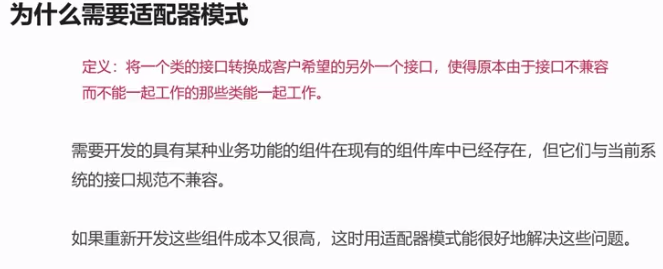 为什么需要适配器模式
定义：将一个类的接口转换成客户希望的另外一个接口，使得原本由于接口不兼容
而不能一起工作的那些类能一起工作。
需要开发的具有某种业务功能的组件在现有的组件库中已经存在，但它们与当前系
统的接口规范不兼容。
如果重新开发这些组件成本又很高，这时用适配器模式能很好地解决这些问题。